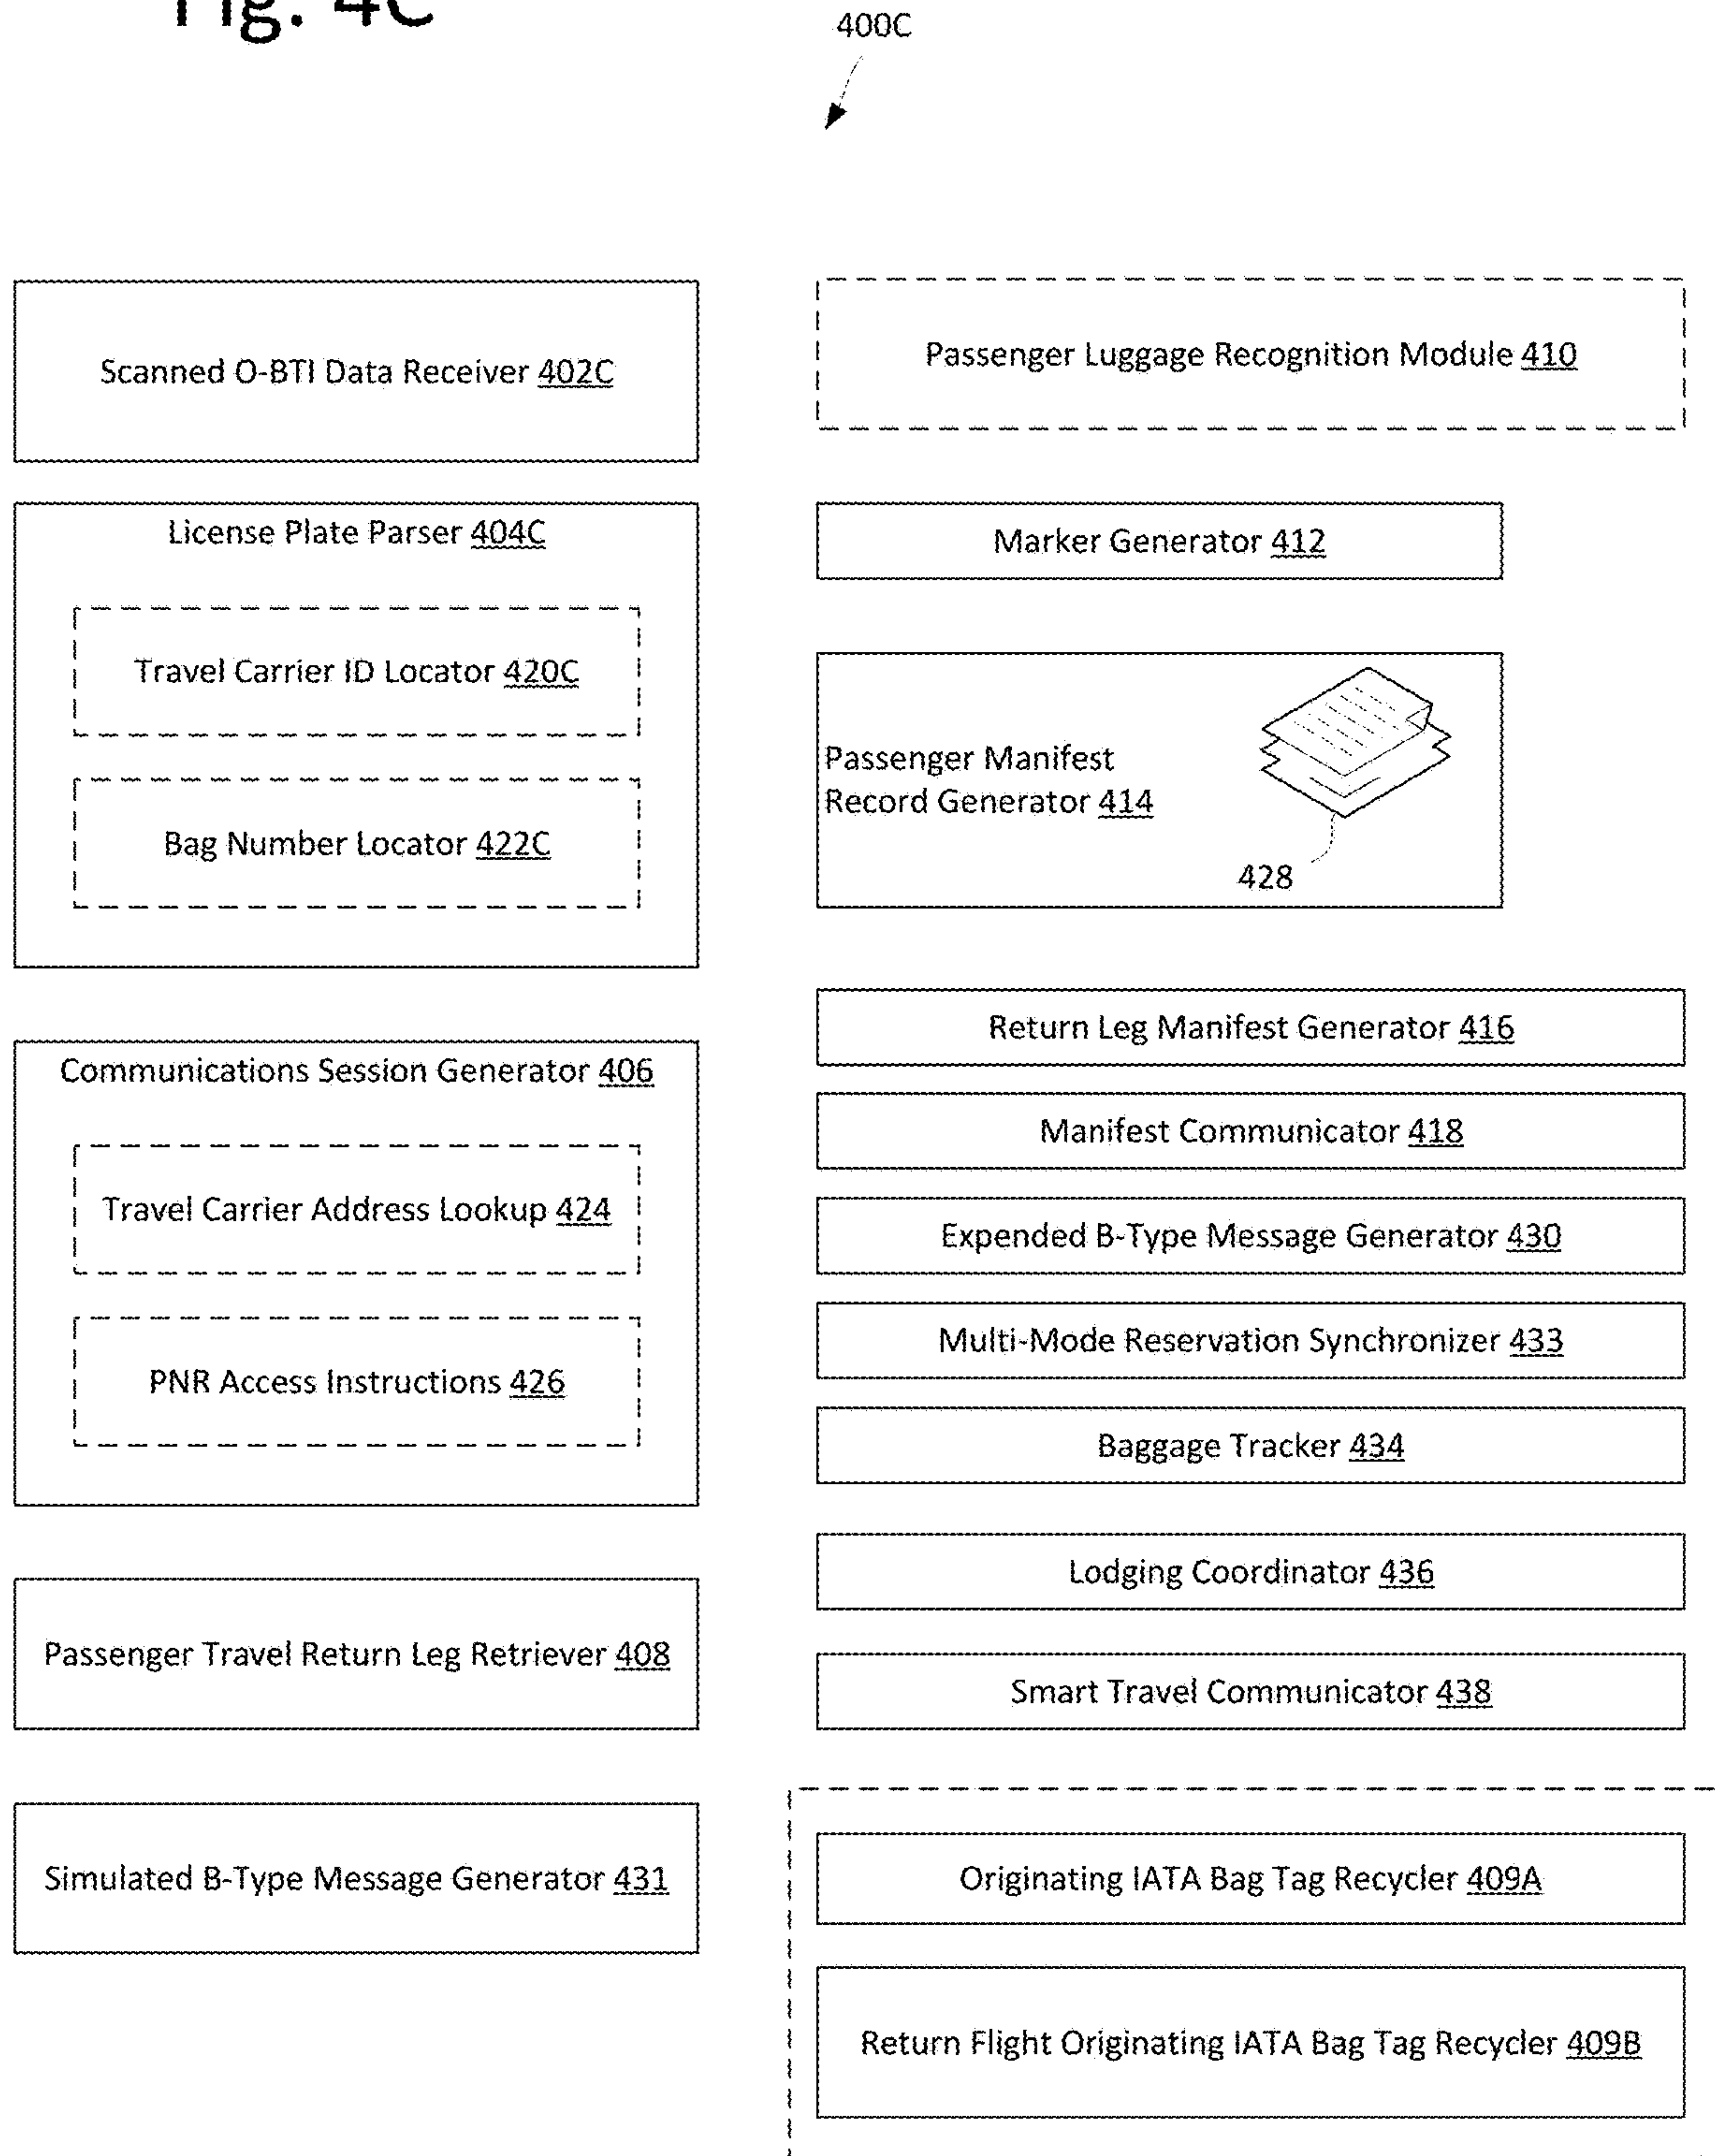 Fig. 4C
400C
Scanned O-BTI Data Receiver 402C
License Plate Parser 404C
Travel Carrier ID Locator 420C
Bag Number Locator 422C
Communications Session Generator 406
Travel Carrier Address Lookup 424
PNR Access Instructions 426
Passenger Travel Return Leg Retriever 408
Simulated B-Type Message Generator 431
Passenger Luggage Recognition Module 410
Marker Generator 412
Passenger Manifest
Record Generator 414
428
Return Leg Manifest Generator 416
Manifest Communicator 418
Expended B-Type Message Generator 430
Multi-Mode Reservation Synchronizer 433
Baggage Tracker 434
Lodging Coordinator 436
Smart Travel Communicator 438
Originating IATA Bag Tag Recycler 409A
Return Flight Originating IATA Bag Tag Recycler 409B